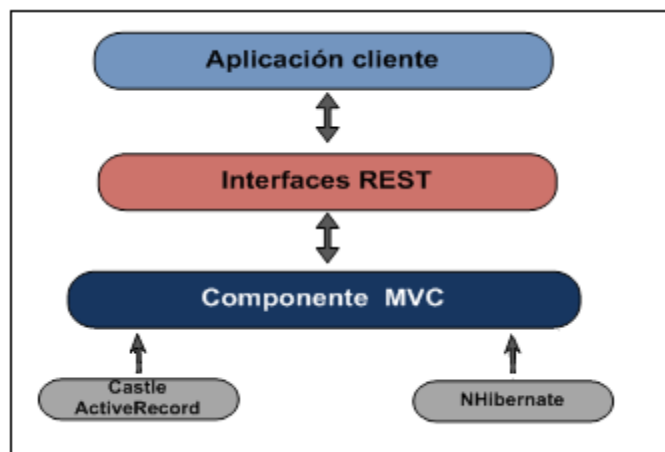 Aplicación cliente
Interfaces REST
Componente MVC
Castle
ActiveRecord
NHibernate